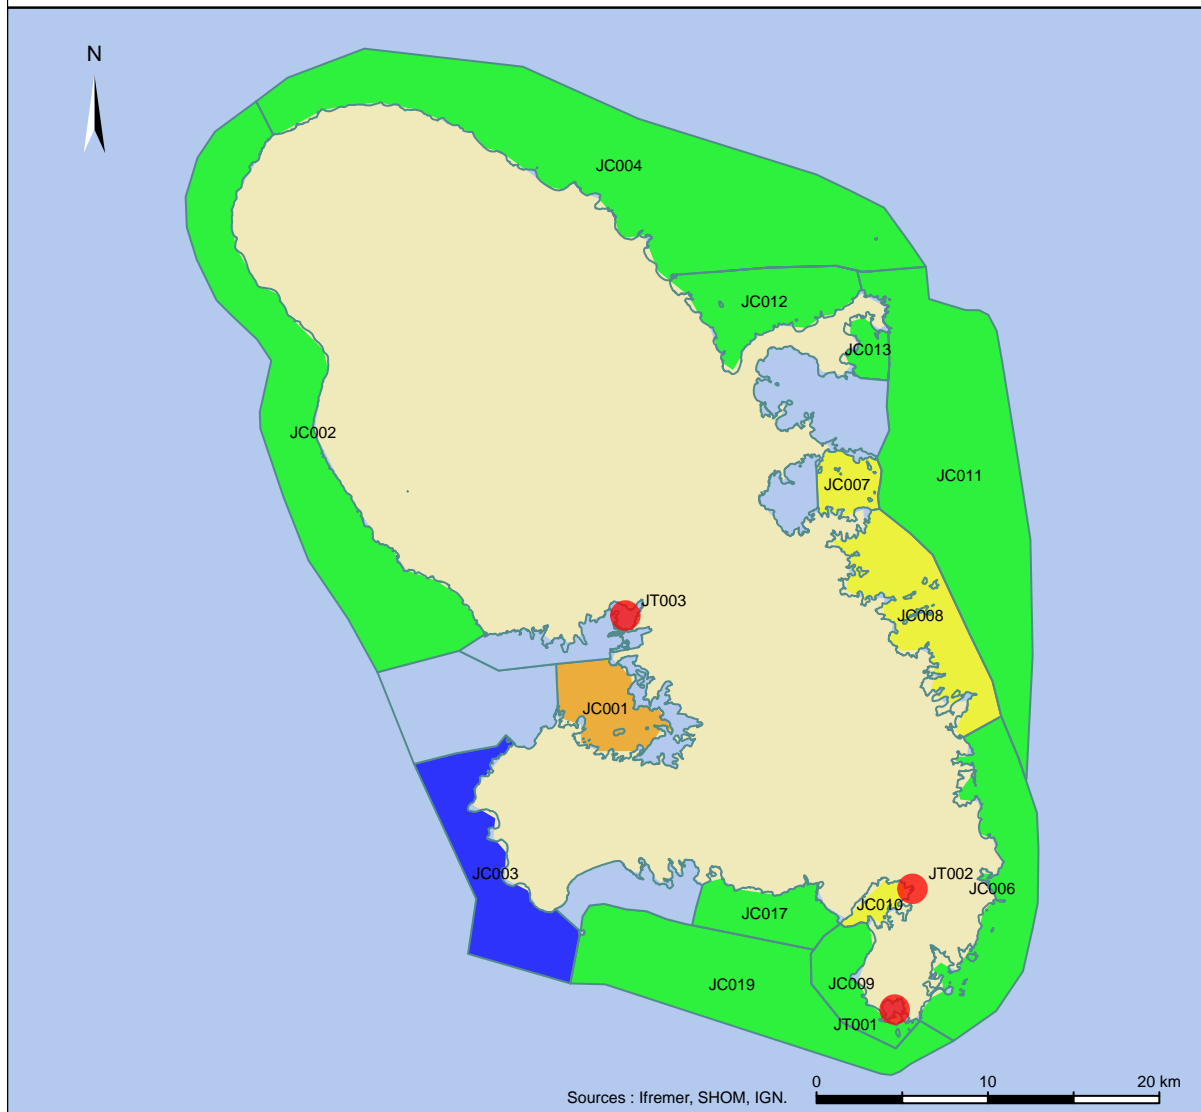 N
JC004
JC012
JC013
JC002
JC011
JC007
JT003
JC008
JC001
JC003
JT002
JC006
JC010
JC017
JC009
JC019
JT001
0 10 20 km
Sources : Ifremer, SHOM, IGN.